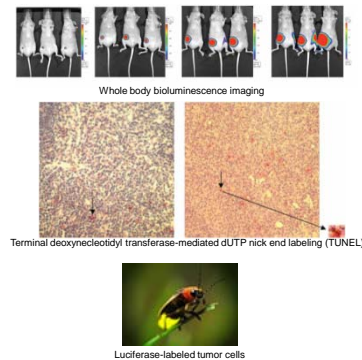 Whole body bioluminescence imaging
Terminal deoxynecleotidyl transferase-mediated dUTP nick end labeling (TUNEL)
Luciferase-labeled tumor cells